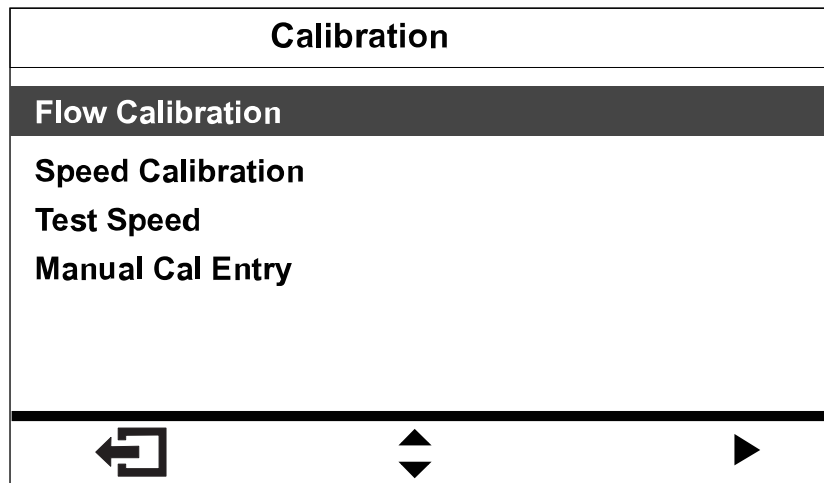 Calibration
Flow Calibration
Speed Calibration
Test Speed
Manual Cal Entry